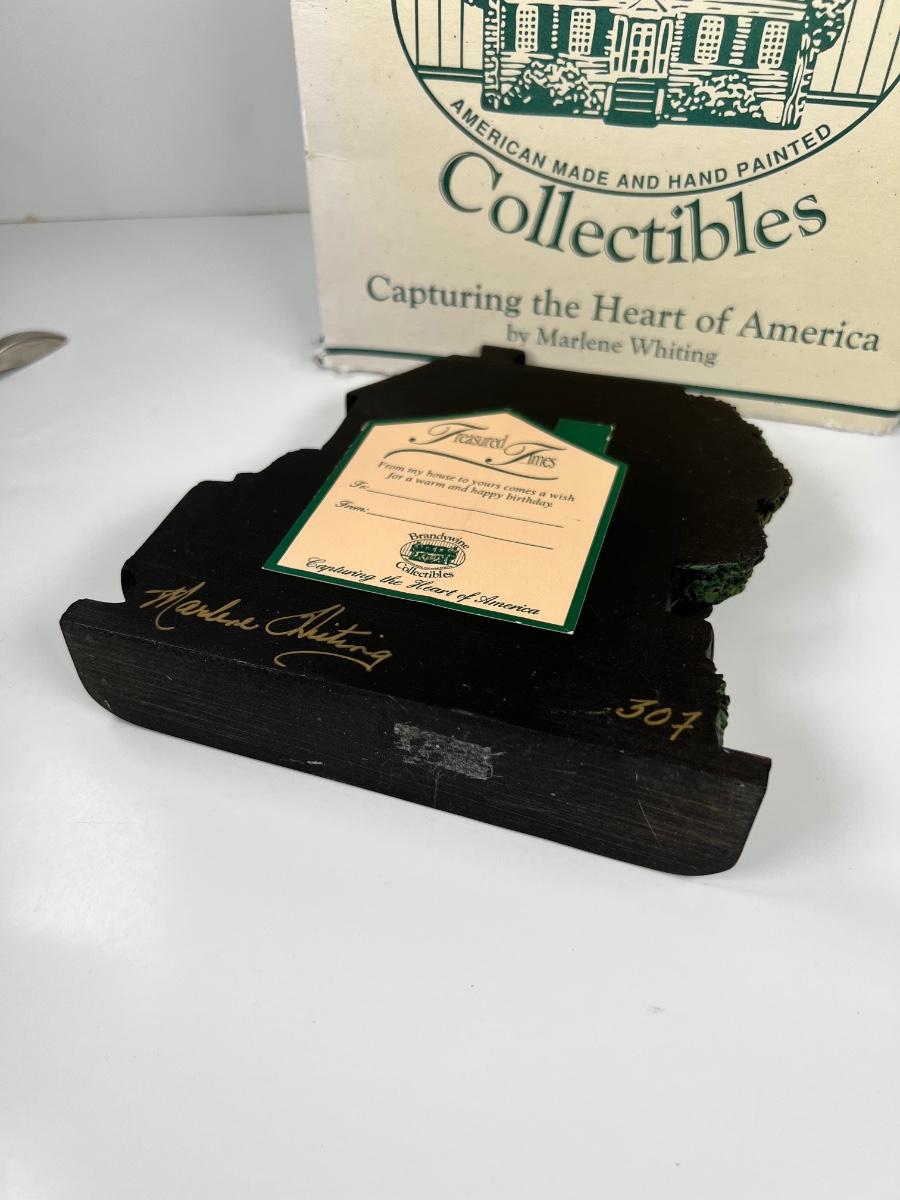 AMERICAN MADE AND HAND PAINTED
Collectibles
Capturing the Heart of America
by Marlene Whiting
Treasured Times
From my house to yours comes a wish
for a warm and happy birthday.
To:
From:
Brandywine
Collectibles
Capturing the Heart of America
Marlene Whiting
307